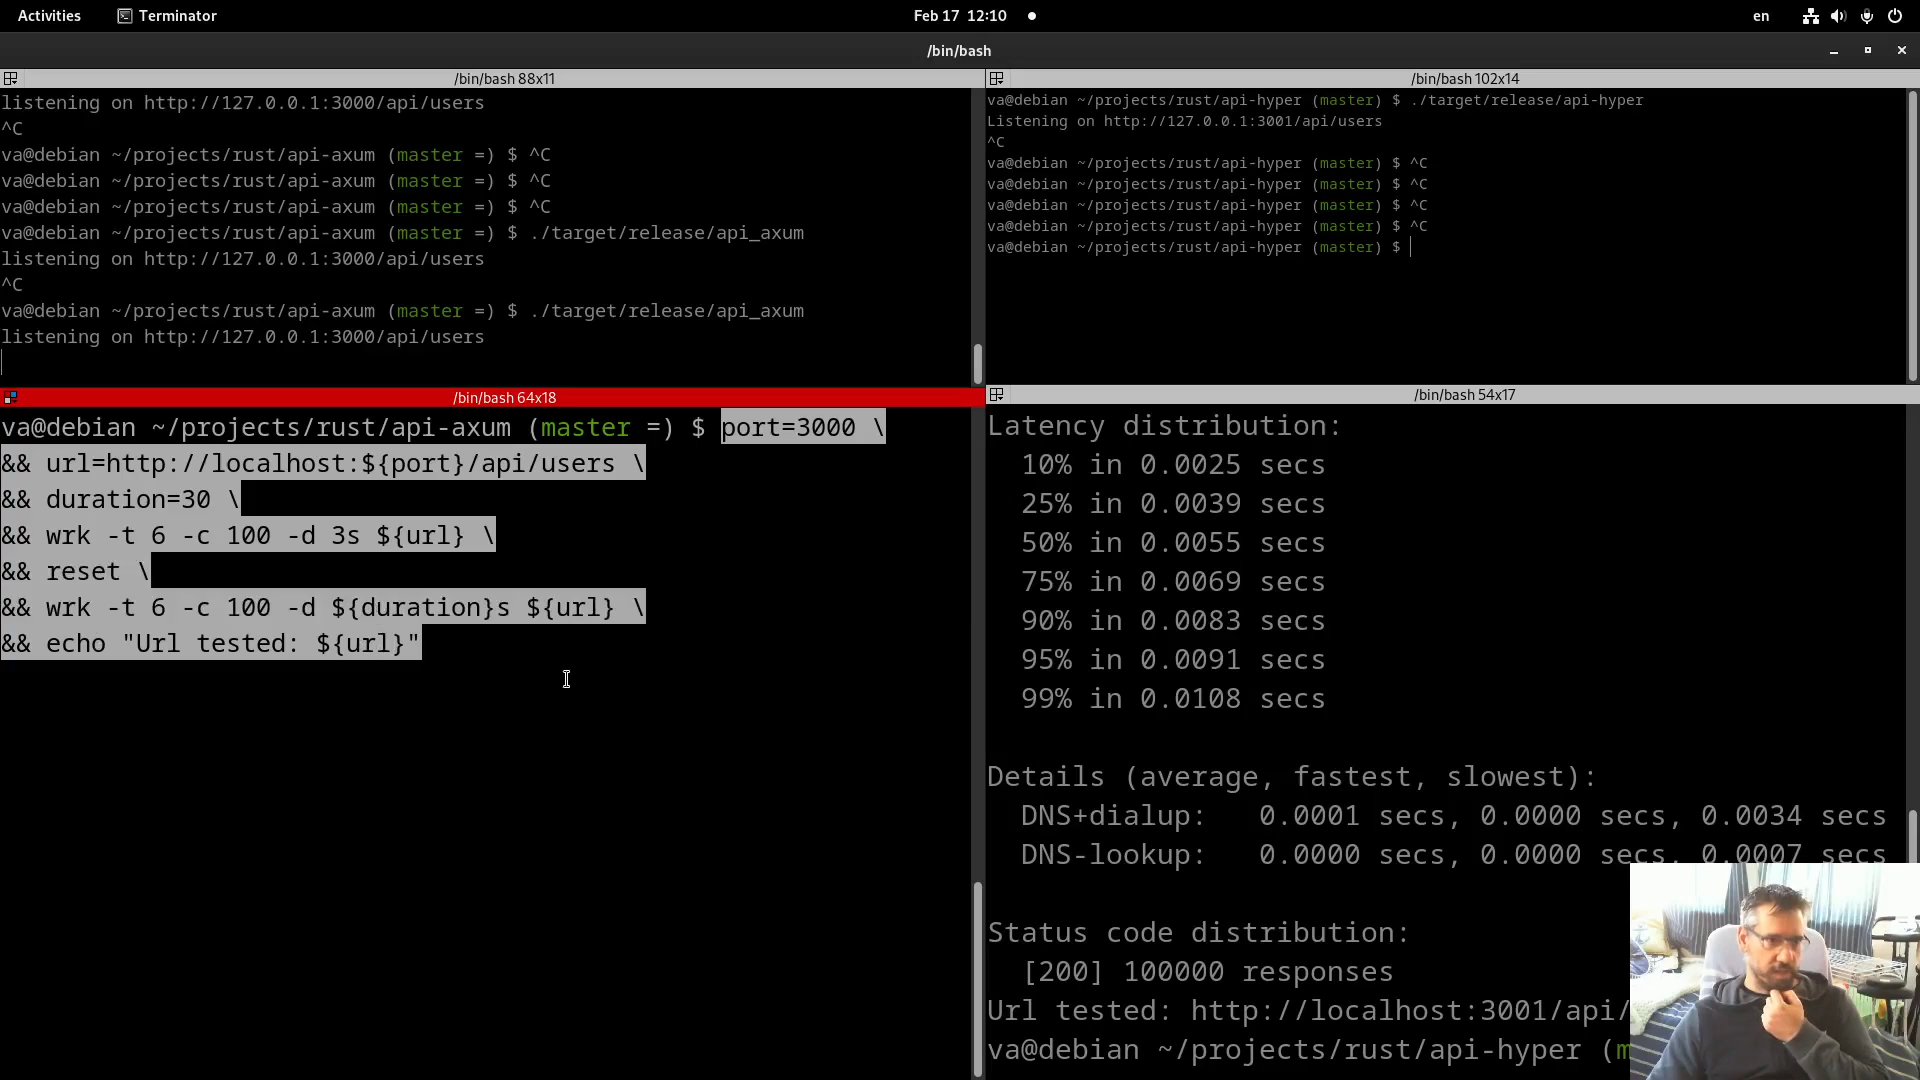 Activities
Terminator
Feb 17 12:10
en
/bin/bash
/bin/bash 88x11
listening on http://127.0.0.1:3000/api/users
^C
va@debian ~/projects/rust/api-axum (master =) $ ^C
va@debian ~/projects/rust/api-axum (master =) $ ^C
va@debian ~/projects/rust/api-axum (master =) $ ^C
va@debian ~/projects/rust/api-axum (master =) $ ./target/release/api_axum
listening on http://127.0.0.1:3000/api/users
^C
va@debian ~/projects/rust/api-axum (master =) $ ./target/release/api_axum
listening on http://127.0.0.1:3000/api/users
/bin/bash 102x14
va@debian ~/projects/rust/api-hyper (master) $ ./target/release/api-hyper
Listening on http://127.0.0.1:3001/api/users
^C
va@debian ~/projects/rust/api-hyper (master) $ ^C
va@debian ~/projects/rust/api-hyper (master) $ ^C
va@debian ~/projects/rust/api-hyper (master) $ ^C
va@debian ~/projects/rust/api-hyper (master) $ ^C
va@debian ~/projects/rust/api-hyper (master) $
/bin/bash 64x18
va@debian ~/projects/rust/api-axum (master =) $ port=3000 \
&& url=http://localhost:${port}/api/users \
&& duration=30 \
&& wrk -t 6 -c 100 -d 3s ${url} \
&& reset \
&& wrk -t 6 -c 100 -d ${duration}s ${url} \
&& echo "Url tested: ${url}"
/bin/bash 54x17
Latency distribution:
10% in 0.0025 secs
25% in 0.0039 secs
50% in 0.0055 secs
75% in 0.0069 secs
90% in 0.0083 secs
95% in 0.0091 secs
99% in 0.0108 secs
Details (average, fastest, slowest):
DNS+dialup: 0.0001 secs, 0.0000 secs, 0.0034 secs
DNS-lookup: 0.0000 secs, 0.0000 secs, 0.0007 secs
Status code distribution:
[200] 100000 responses
Url tested: http://localhost:3001/api/
va@debian ~/projects/rust/api-hyper (m